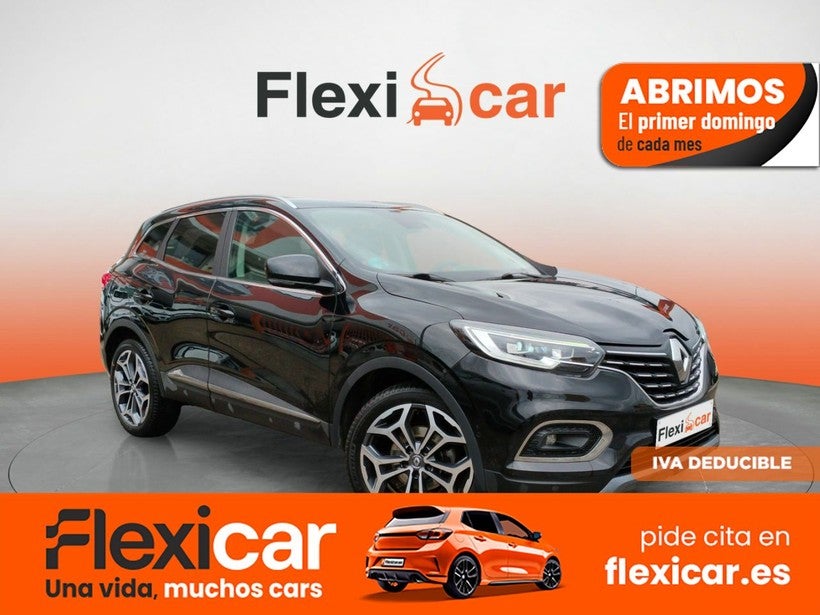 Flexicar
ABRIMOS
El primer domingo
de cada mes
Flexicar
IVA DEDUCIBLE
Flexicar
Una vida, muchos cars
pide cita en
flexicar.es